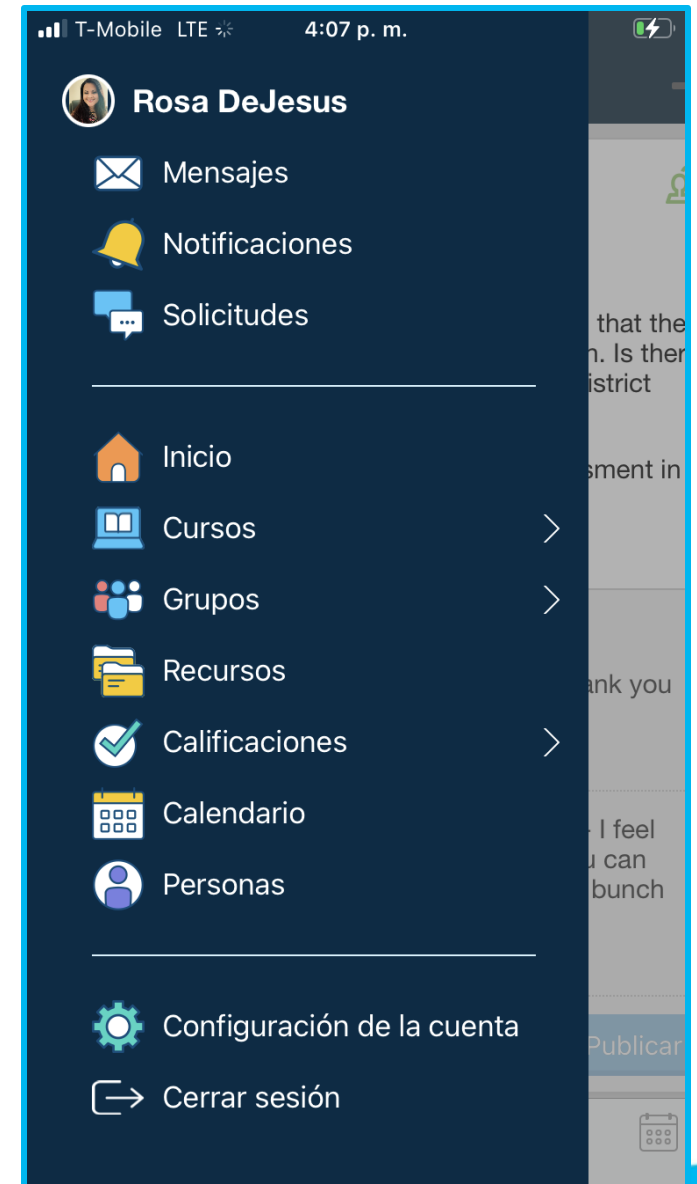 T-Mobile LTE 4:07 p. m.
Rosa DeJesus
Mensajes
Notificaciones
Solicitudes
that the
n. Is ther
istrict
Inicio
sment in
Cursos
Grupos
Recursos
ank you
Calificaciones
Calendario
I feel
u can
Personas
bunch
Configuración de la cuenta
Publicar
Cerrar sesión